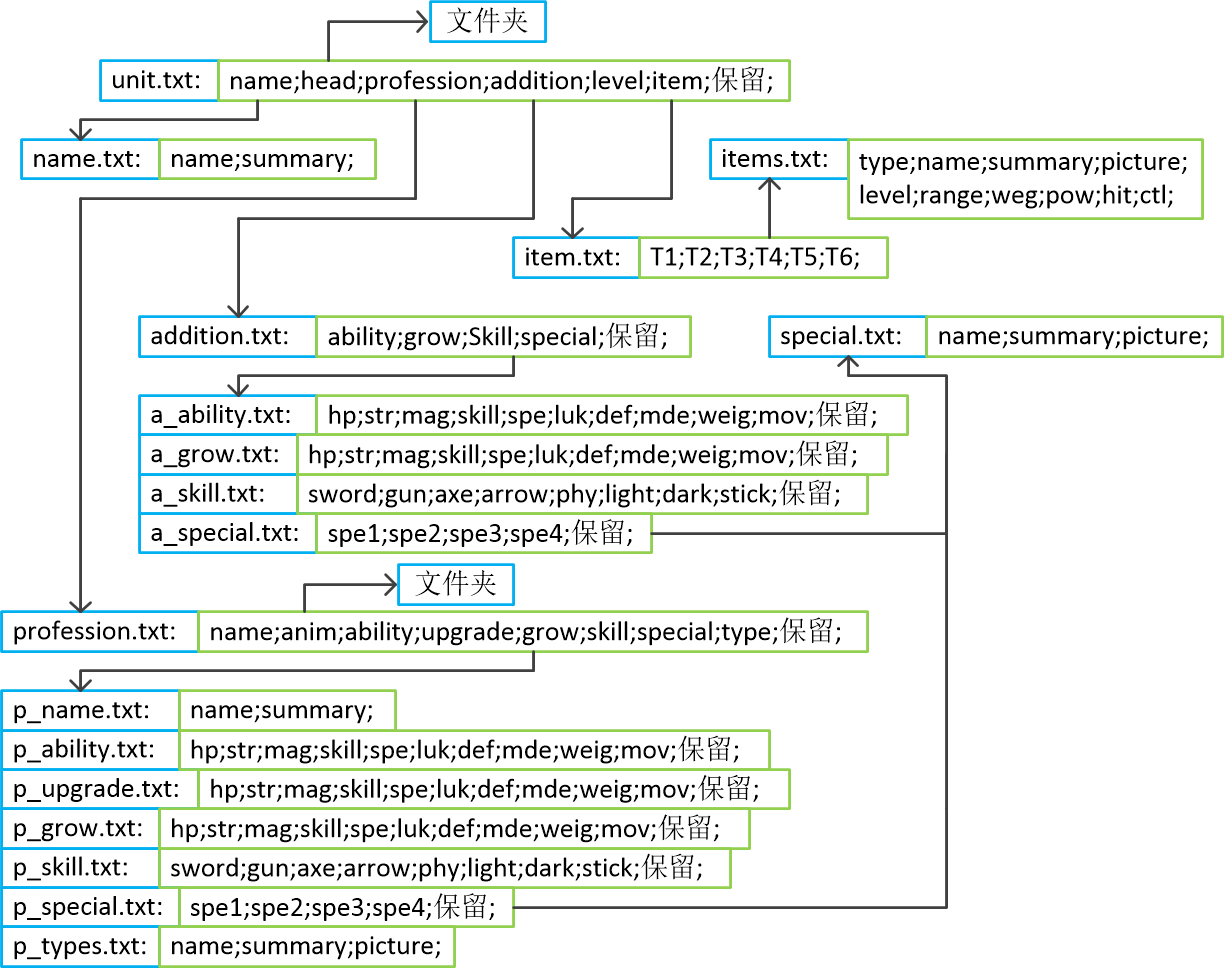 文件夹
unit.txt: name;head;profession;addition;level;item;保留;
name.txt: name;summary;
items.txt: type;name;summary;picture;
level;range;weg;pow;hit;ctl;
item.txt: T1;T2;T3;T4;T5;T6;
addition.txt: ability;grow;Skill;special;保留;
special.txt: name;summary;picture;
a_ability.txt: hp;str;mag;skill;spe;luk;def;mde;weig;mov;保留;
a_grow.txt: hp;str;mag;skill;spe;luk;def;mde;weig;mov;保留;
a_skill.txt: sword;gun;axe;arrow;phy;light;dark;stick;保留;
a_special.txt: spe1;spe2;spe3;spe4;保留;
文件夹
profession.txt: name;anim;ability;upgrade;grow;skill;special;type;保留;
p_name.txt: name;summary;
p_ability.txt: hp;str;mag;skill;spe;luk;def;mde;weig;mov;保留;
p_upgrade.txt: hp;str;mag;skill;spe;luk;def;mde;weig;mov;保留;
p_grow.txt: hp;str;mag;skill;spe;luk;def;mde;weig;mov;保留;
p_skill.txt: sword;gun;axe;arrow;phy;light;dark;stick;保留;
p_special.txt: spe1;spe2;spe3;spe4;保留;
p_types.txt: name;summary;picture;